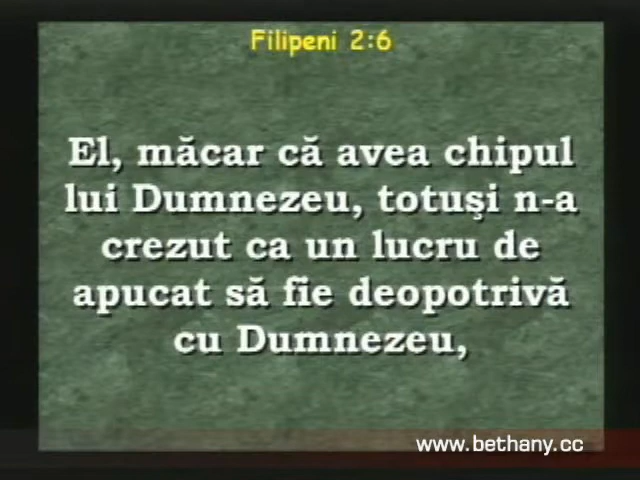 Filipeni 2:6
El, măcar că avea chipul
lui Dumnezeu, totuşi n-a
crezut ca un lucru de
apucat să fie deopotrivă
cu Dumnezeu,
www.bethany.cc